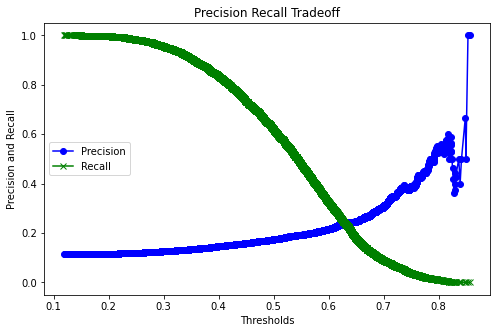 Precision Recall Tradeoff
1.0
0.8
0.6
0.4
0.2
0.0
Precision and Recall
Precision
Recall
0.1 0.2 0.3 0.4 0.5 0.6 0.7 0.8
Thresholds